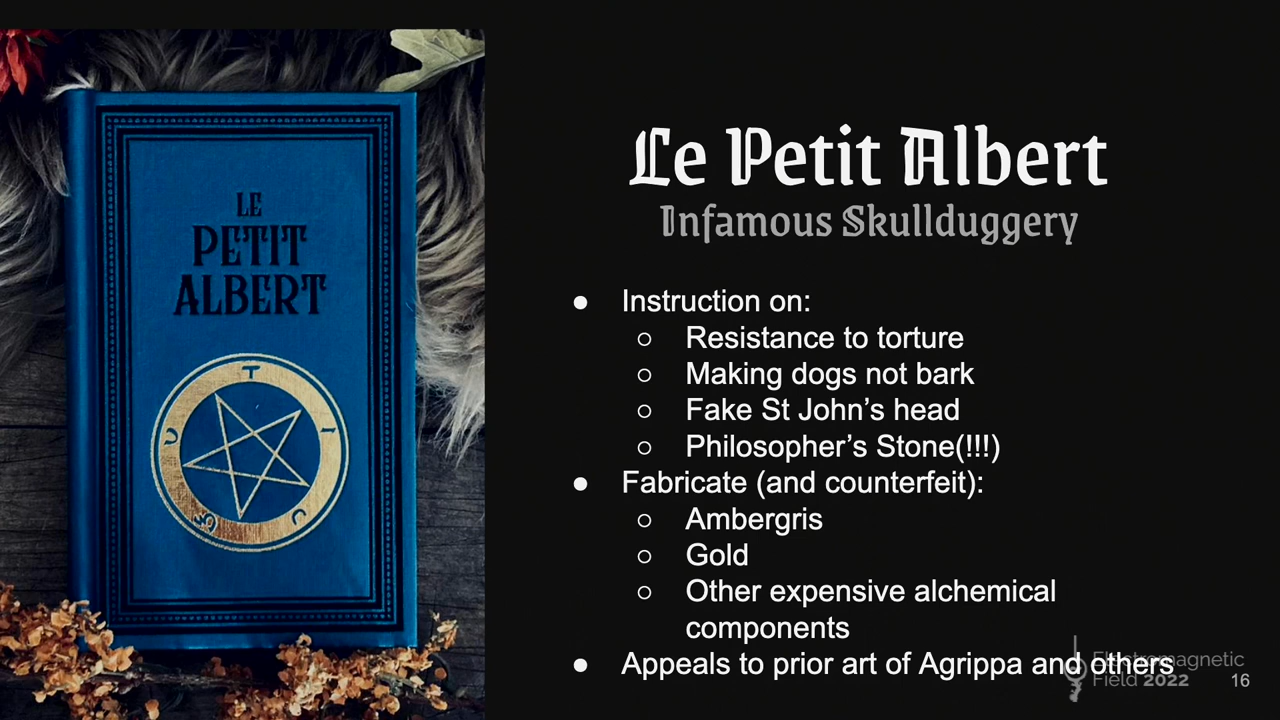 LE
PETIT
ALBERT
T
I
Le Petit Albert
Infamous Skullduggery
● Instruction on:
○ Resistance to torture
○ Making dogs not bark
○ Fake St John’s head
○ Philosopher’s Stone(!!!)
● Fabricate (and counterfeit):
○ Ambergris
○ Gold
○ Other expensive alchemical
components
● Appeals to prior art of Agrippa and others
Electromagnetic
Field 2022
16